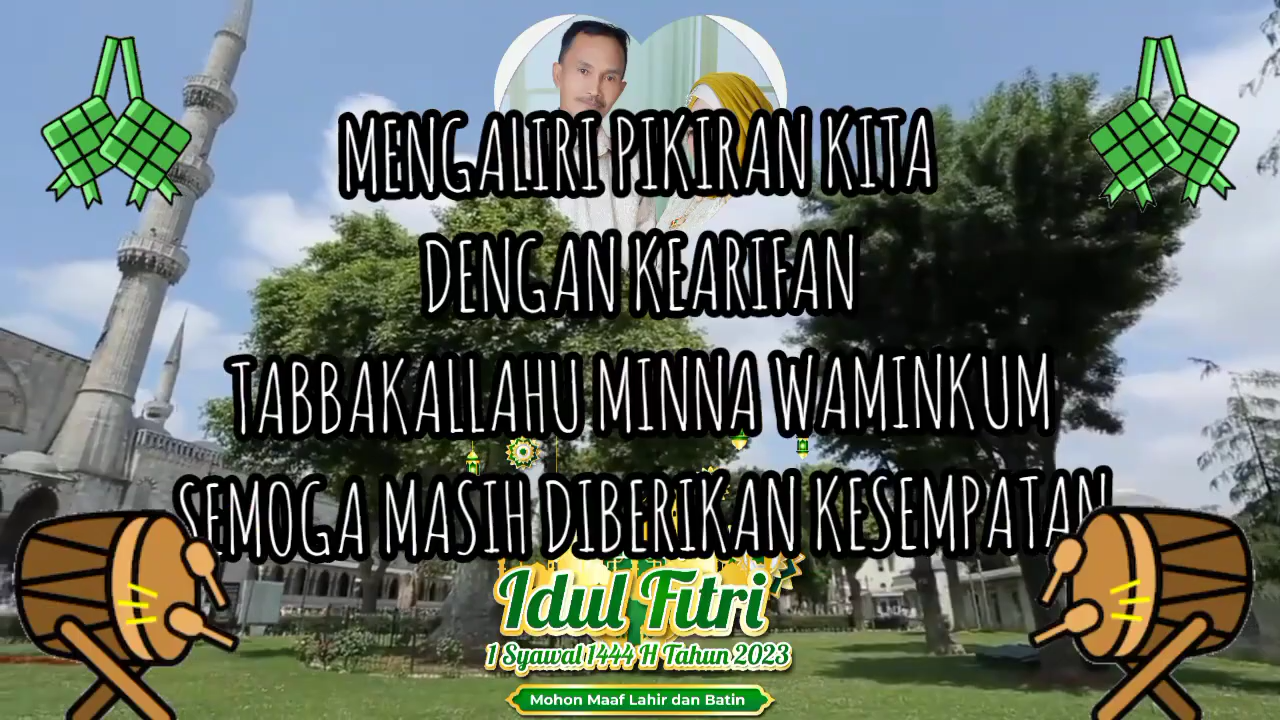 MENGALIRI PIKIRAN KITA
DENGAN KEARIFAN
TABBAKALLAHU MINNA WAMINKUM
SEMOGA MASIH DIBERIKAN KESEMPATAN
Idul Fitri
1 Syawal 1444 H Tahun 2023
Mohon Maaf Lahir dan Batin